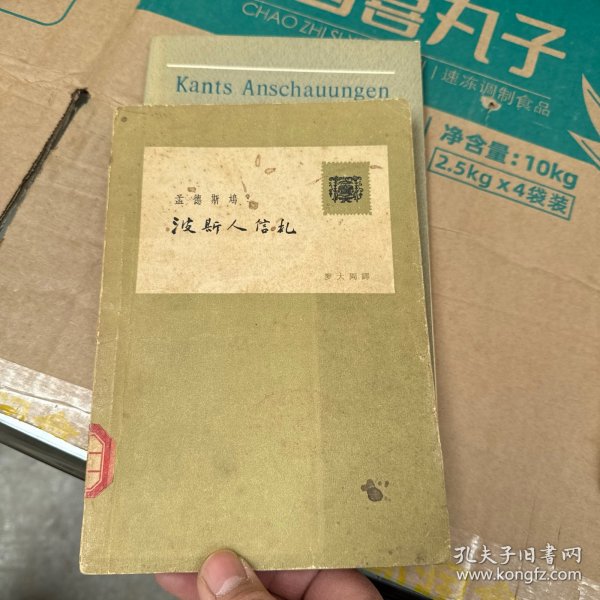 丸子
CHAO ZHI
速冻调制食品
净含量:10kg
2.5kg x 4袋装
Kants Anschauungen
孟德斯鸠
波斯人信札
罗大冈译
孔夫子旧书网
www.kongfz.com